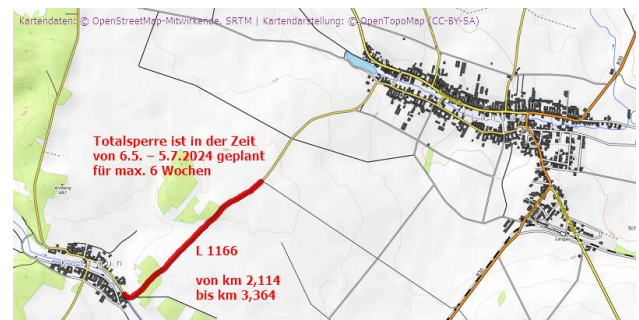 Kartendaten: © OpenStreetMap-Mitwirkende, SRTM | Kartendarstellung: © OpenTopoMap (CC-BY-SA)
Totalsperre ist in der Zeit
von 6.5. – 5.7.2024 geplant
für max. 6 Wochen
L 1166
von km 2,114
bis km 3,364